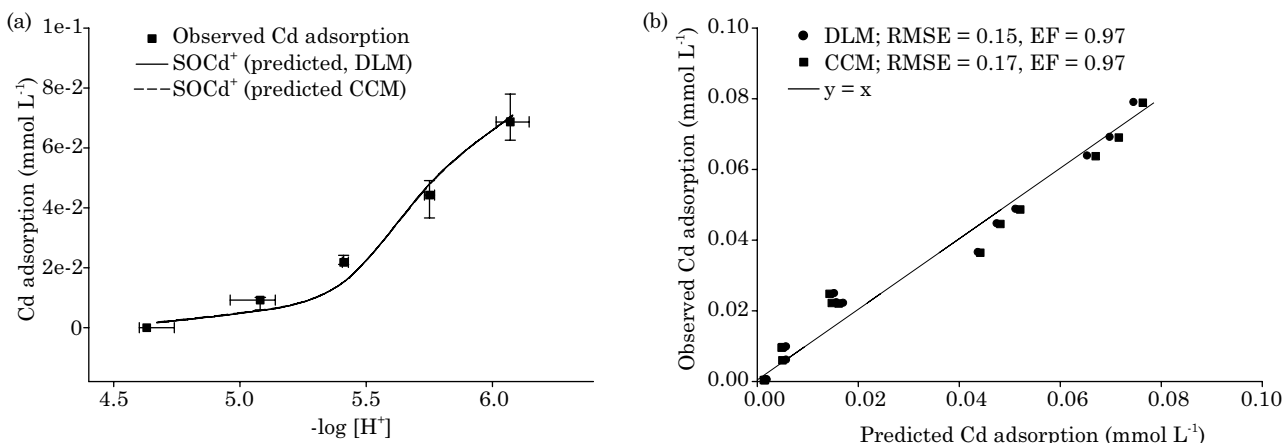 (a)
Cd adsorption (mmol L⁻¹)
1e-1
8e-2
6e-2
4e-2
2e-2
0
Observed Cd adsorption
SOCd⁺ (predicted, DLM)
SOCd⁺ (predicted CCM)
4.5 5.0 5.5 6.0
-log [H⁺]
(b)
Observed Cd adsorption (mmol L⁻¹)
0.10
0.08
0.06
0.04
0.02
0.00
DLM; RMSE = 0.15, EF = 0.97
CCM; RMSE = 0.17, EF = 0.97
y = x
0.00 0.02 0.04 0.06 0.08 0.10
Predicted Cd adsorption (mmol L⁻¹)